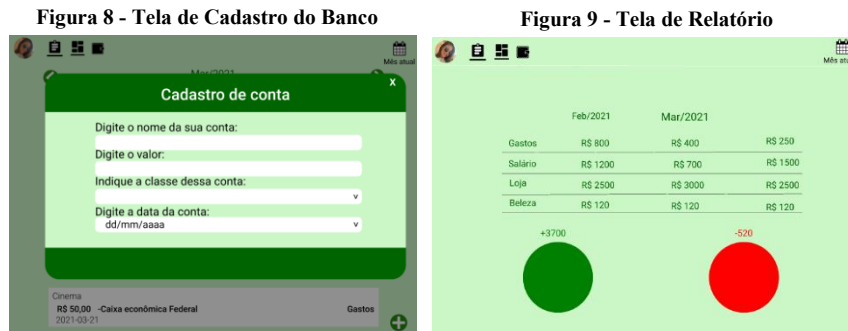 Figura 8 - Tela de Cadastro do Banco
Mês atual
Mar/2021
x
Cadastro de conta
Digite o nome da sua conta:
Digite o valor:
Indique a classe dessa conta:
v
Digite a data da conta:
dd/mm/aaaa v
Cinema
R$ 50,00 -Caixa econômica Federal Gastos
2021-03-21
Figura 9 - Tela de Relatório
Mês atu
Feb/2021 Mar/2021
Gastos R$ 800 R$ 400 R$ 250
Salário R$ 1200 R$ 700 R$ 1500
Loja R$ 2500 R$ 3000 R$ 2500
Beleza R$ 120 R$ 120 R$ 120
+3700 -520